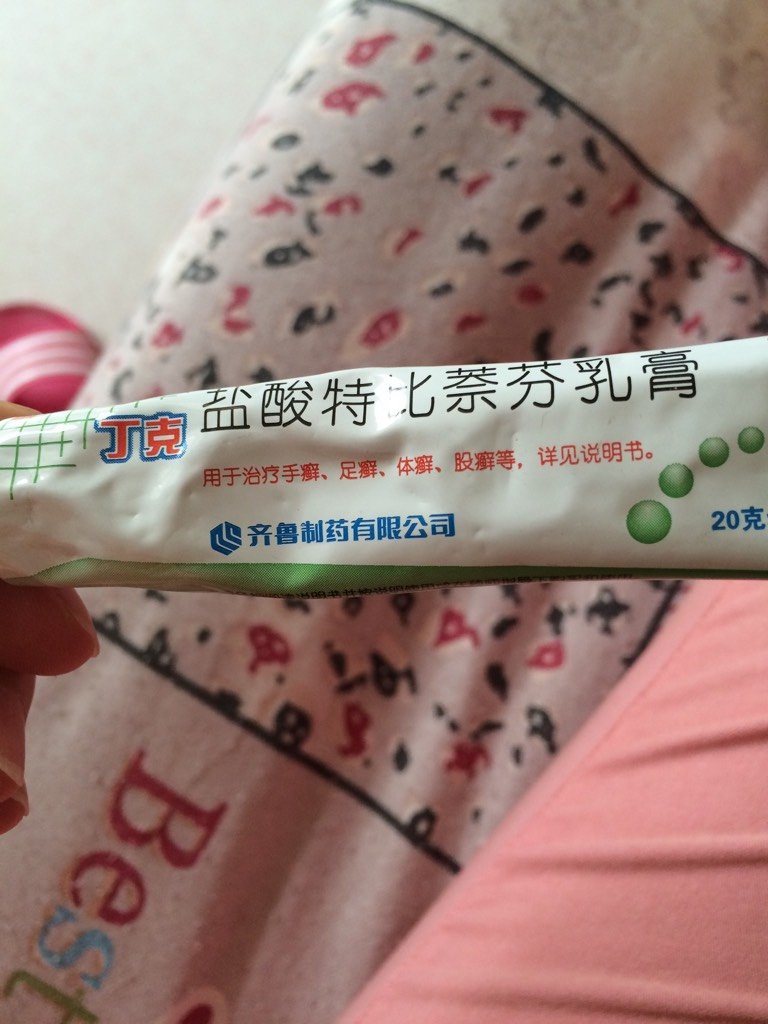 丁克
盐酸特比萘芬乳膏
用于治疗手癣、足癣、体癣、股癣等，详见说明书。
齐鲁制药有限公司
20克
Best